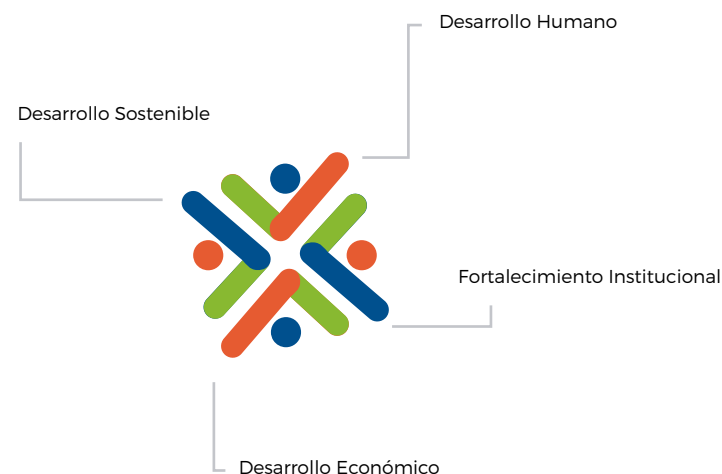 Desarrollo Humano
Desarrollo Sostenible
Fortalecimiento Institucional
Desarrollo Económico